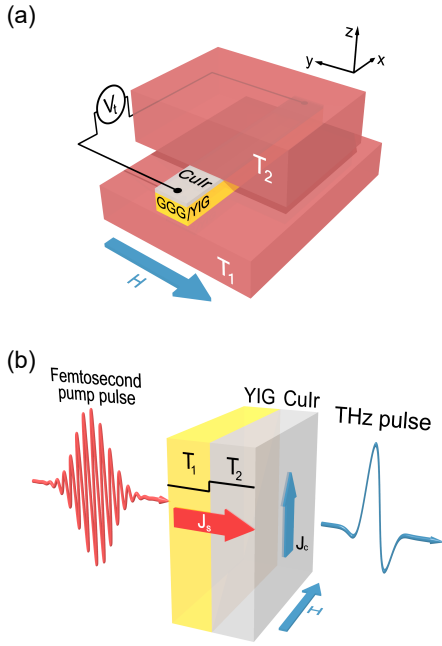 (a)
z
y
x
V_t
CuIr
T_2
GGG/YIG
T_1
H
(b)
Femtosecond
pump pulse
YIG CuIr
THz pulse
T_1 T_2
J_s
J_c
H